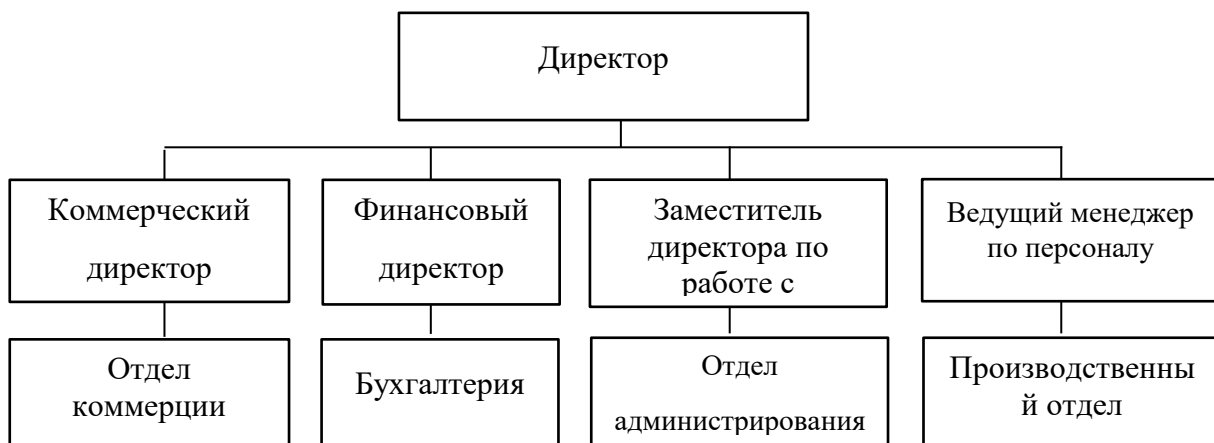 Директор
Коммерческий
директор
Финансовый
директор
Заместитель
директора по
работе с
Ведущий менеджер
по персоналу
Отдел
коммерции
Бухгалтерия
Отдел
администрирования
Производственны
й отдел